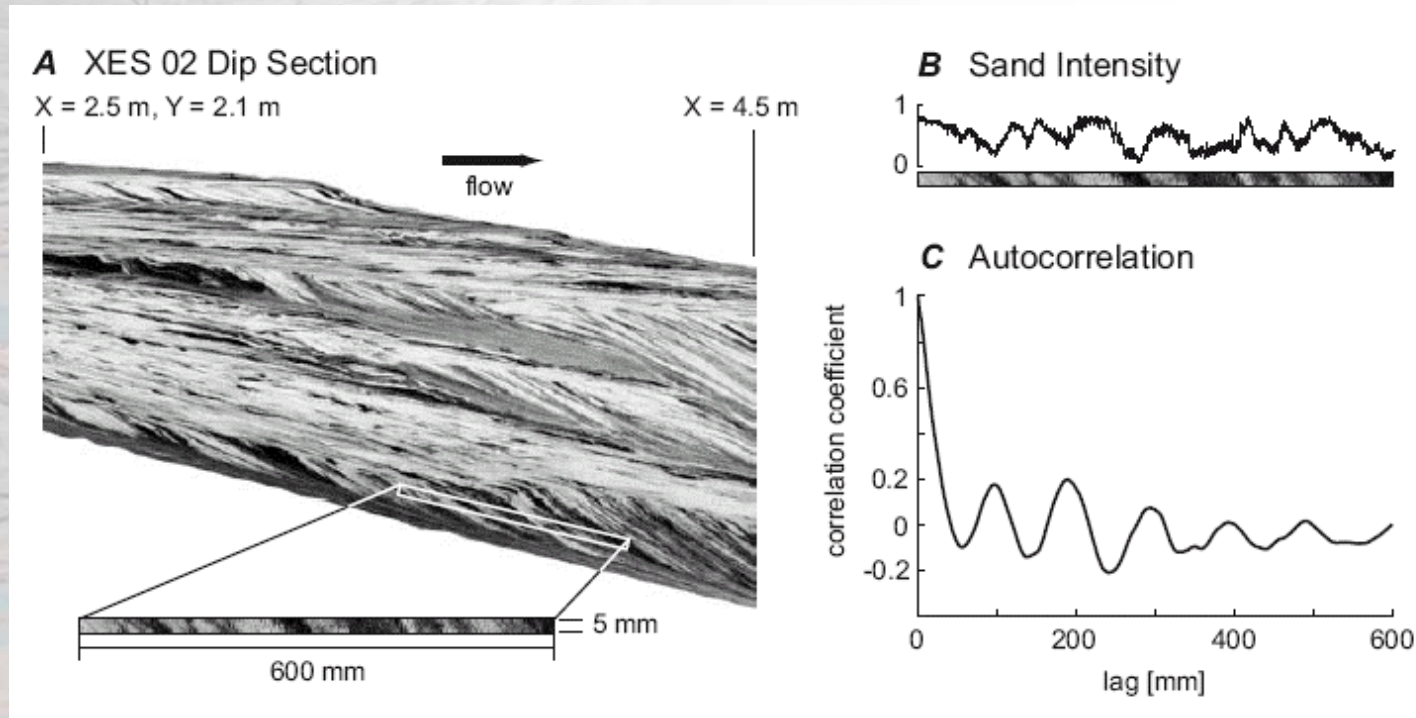 A XES 02 Dip Section
X = 2.5 m, Y = 2.1 m
X = 4.5 m
flow
5 mm
600 mm
B Sand Intensity
1
0
C Autocorrelation
correlation coefficient
1
0.6
0.2
0
-0.2
0
200
400
600
lag [mm]